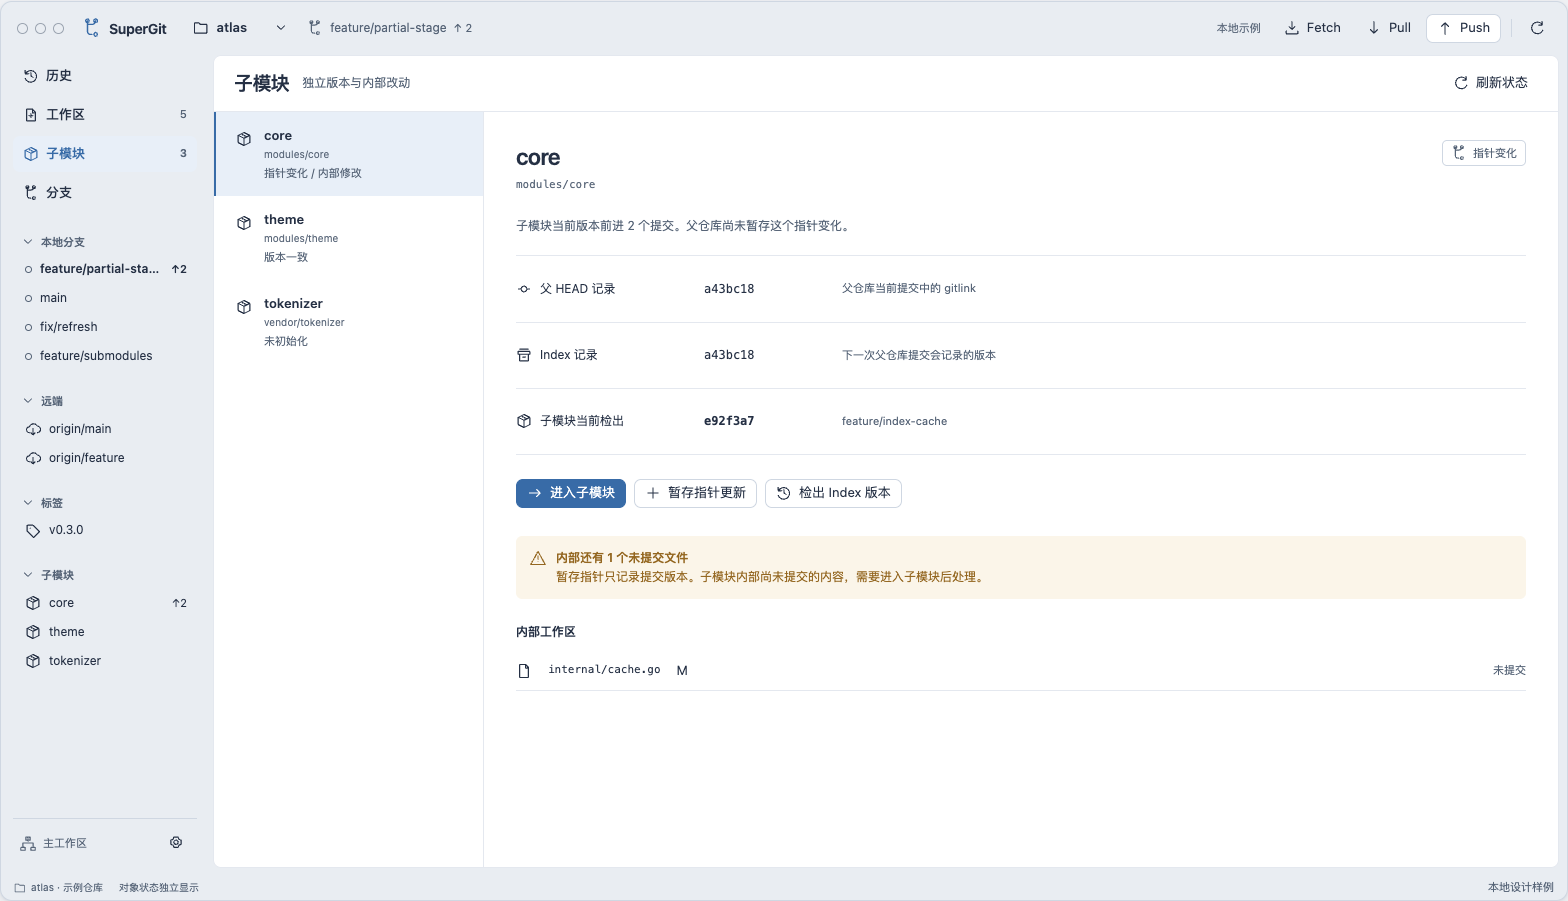 SuperGit
atlas
feature/partial-stage ↑ 2
本地示例
Fetch
Pull
Push
历史
工作区 5
子模块 3
分支
本地分支
feature/partial-sta... ↑2
main
fix/refresh
feature/submodules
远端
origin/main
origin/feature
标签
v0.3.0
子模块
core ↑2
theme
tokenizer
主工作区
子模块 独立版本与内部改动
刷新状态
core
modules/core
指针变化 / 内部修改
theme
modules/theme
版本一致
tokenizer
vendor/tokenizer
未初始化
core
指针变化
modules/core
子模块当前版本前进 2 个提交。父仓库尚未暂存这个指针变化。
父 HEAD 记录 a43bc18 父仓库当前提交中的 gitlink
Index 记录 a43bc18 下一次父仓库提交会记录的版本
子模块当前检出 e92f3a7 feature/index-cache
进入子模块
暂存指针更新
检出 Index 版本
内部还有 1 个未提交文件
暂存指针只记录提交版本。子模块内部尚未提交的内容，需要进入子模块后处理。
内部工作区
internal/cache.go M 未提交
atlas · 示例仓库 对象状态独立显示
本地设计样例